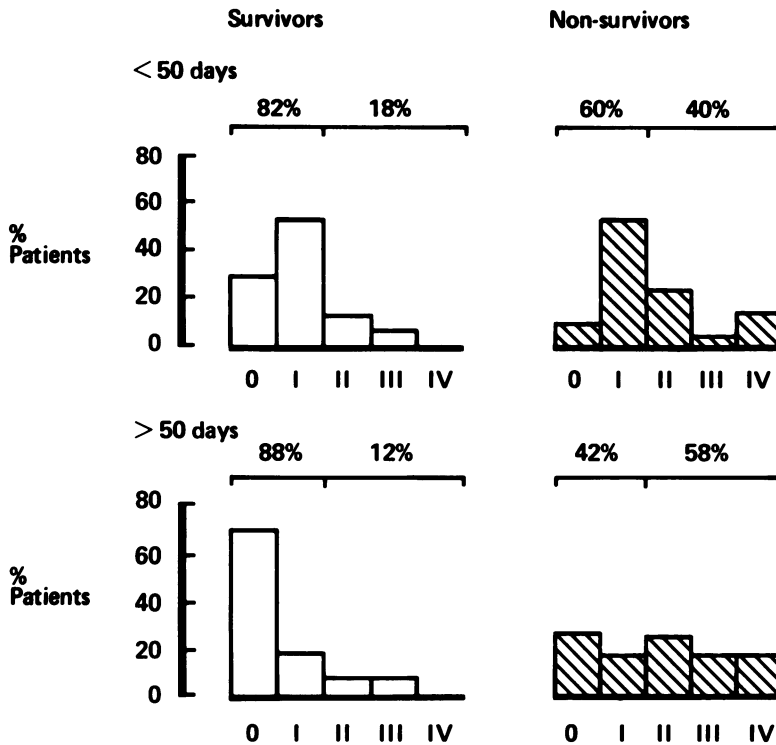 Survivors Non-survivors
< 50 days
82% 18% 60% 40%
80
60
40
20
0
%
Patients
0 I II III IV 0 I II III IV
> 50 days
88% 12% 42% 58%
80
60
40
20
0
%
Patients
0 I II III IV 0 I II III IV